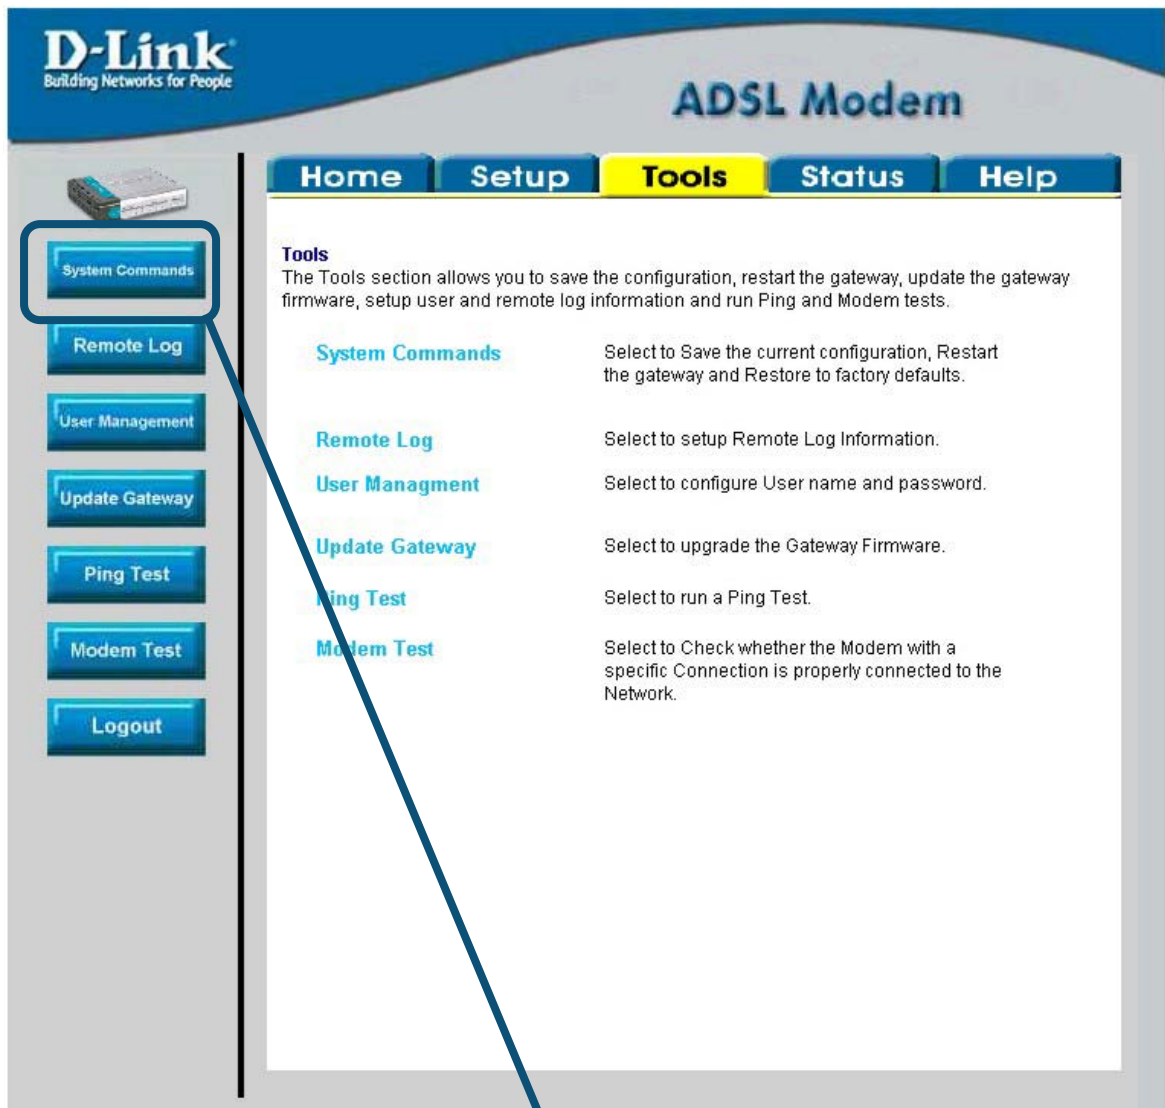 D-Link
Building Networks for People
ADSL Modem
Home
Setup
Tools
Status
Help
System Commands
Remote Log
User Management
Update Gateway
Ping Test
Modem Test
Logout
Tools
The Tools section allows you to save the configuration, restart the gateway, update the gateway
firmware, setup user and remote log information and run Ping and Modem tests.
System Commands
Select to Save the current configuration, Restart
the gateway and Restore to factory defaults.
Remote Log
Select to setup Remote Log Information.
User Managment
Select to configure User name and password.
Update Gateway
Select to upgrade the Gateway Firmware.
Ping Test
Select to run a Ping Test.
Modem Test
Select to Check whether the Modem with a
specific Connection is properly connected to the
Network.